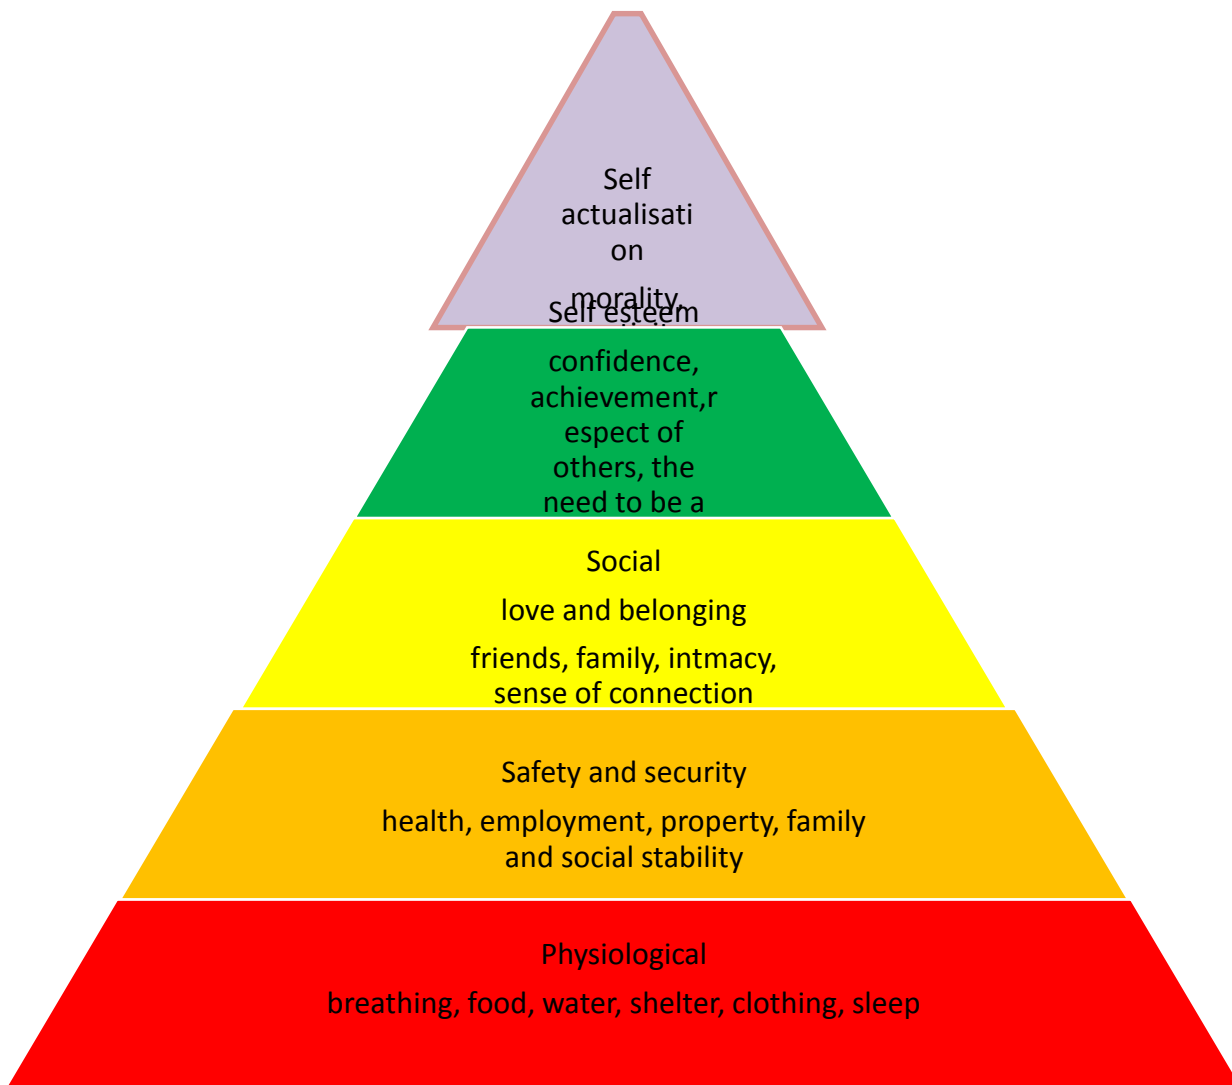 Self
actualisati
on
morality,
Self esteem
confidence,
achievement,r
espect of
others, the
need to be a
Social
love and belonging
friends, family, intmacy,
sense of connection
Safety and security
health, employment, property, family
and social stability
Physiological
breathing, food, water, shelter, clothing, sleep